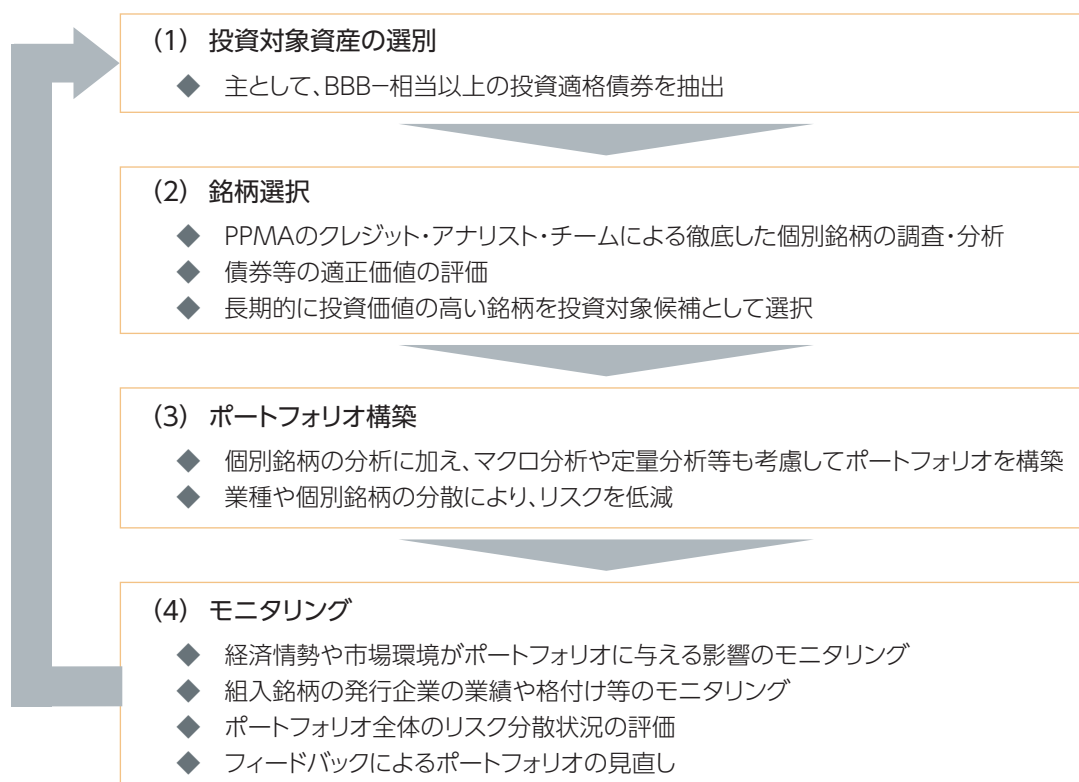 (1) 投資対象資産の選別
◆ 主として、BBB−相当以上の投資適格債券を抽出
(2) 銘柄選択
◆ PPMAのクレジット・アナリスト・チームによる徹底した個別銘柄の調査・分析
◆ 債券等の適正価値の評価
◆ 長期的に投資価値の高い銘柄を投資対象候補として選択
(3) ポートフォリオ構築
◆ 個別銘柄の分析に加え、マクロ分析や定量分析等も考慮してポートフォリオを構築
◆ 業種や個別銘柄の分散により、リスクを低減
(4) モニタリング
◆ 経済情勢や市場環境がポートフォリオに与える影響のモニタリング
◆ 組入銘柄の発行企業の業績や格付け等のモニタリング
◆ ポートフォリオ全体のリスク分散状況の評価
◆ フィードバックによるポートフォリオの見直し